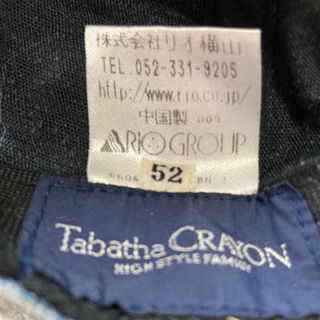 株式会社リオ横山
TEL 052-331-9205
http://www.rio.co.jp/
中国製 009
RIO GROUP
52
Tabatha CRAYON
HIGH STYLE